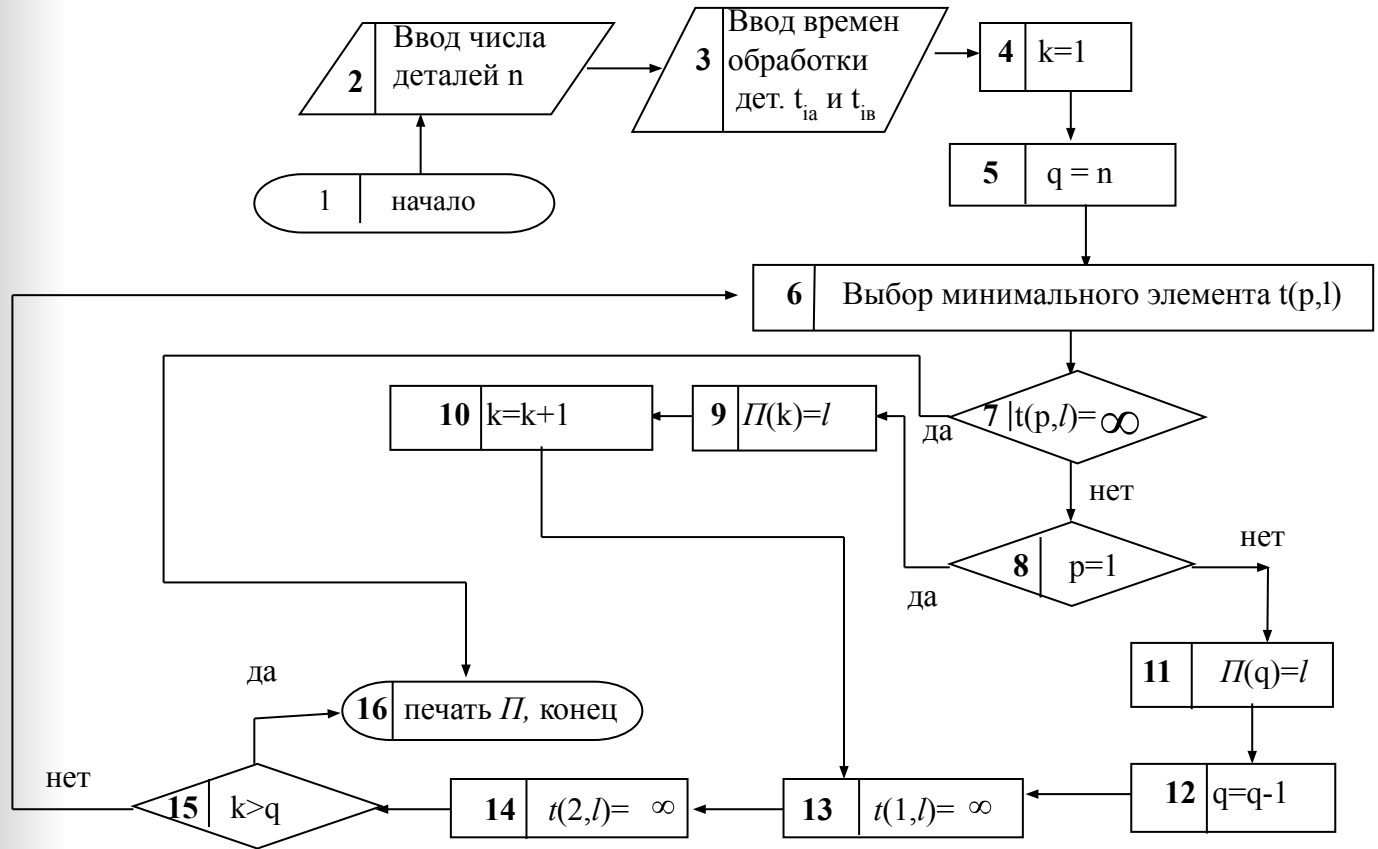 1 начало
2 Ввод числа
деталей n
3 Ввод времен
обработки
дет. t_ia и t_iв
4 k=1
5 q = n
6 Выбор минимального элемента t(p,l)
7 |t(p,l)=∞
да
нет
8 p=1
да
нет
9 П(k)=l
10 k=k+1
11 П(q)=l
12 q=q-1
13 t(1,l)= ∞
14 t(2,l)= ∞
15 k>q
да
нет
16 печать П, конец